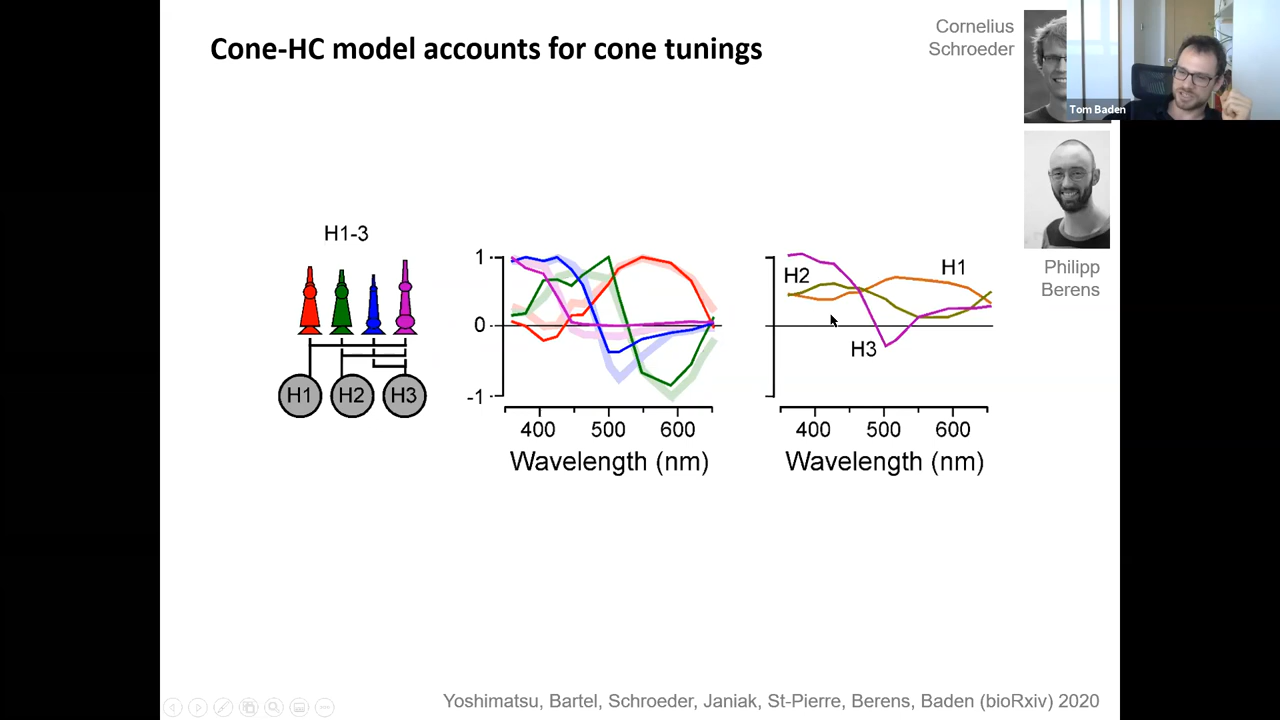 Cone-HC model accounts for cone tunings
Cornelius
Schroeder
Tom Baden
Philipp
Berens
H1-3
H1
H2
H3
1
0
-1
400
500
600
Wavelength (nm)
H2
H1
H3
400
500
600
Wavelength (nm)
Yoshimatsu, Bartel, Schroeder, Janiak, St-Pierre, Berens, Baden (bioRxiv) 2020